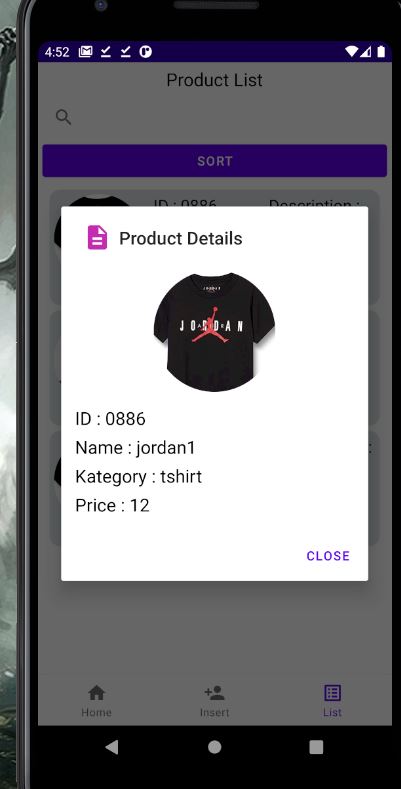 4:52
Product List
SORT
ID : 0886 Description :
Product Details
JORDAN
ID : 0886
Name : jordan1
Kategory : tshirt
Price : 12
CLOSE
Home Insert List